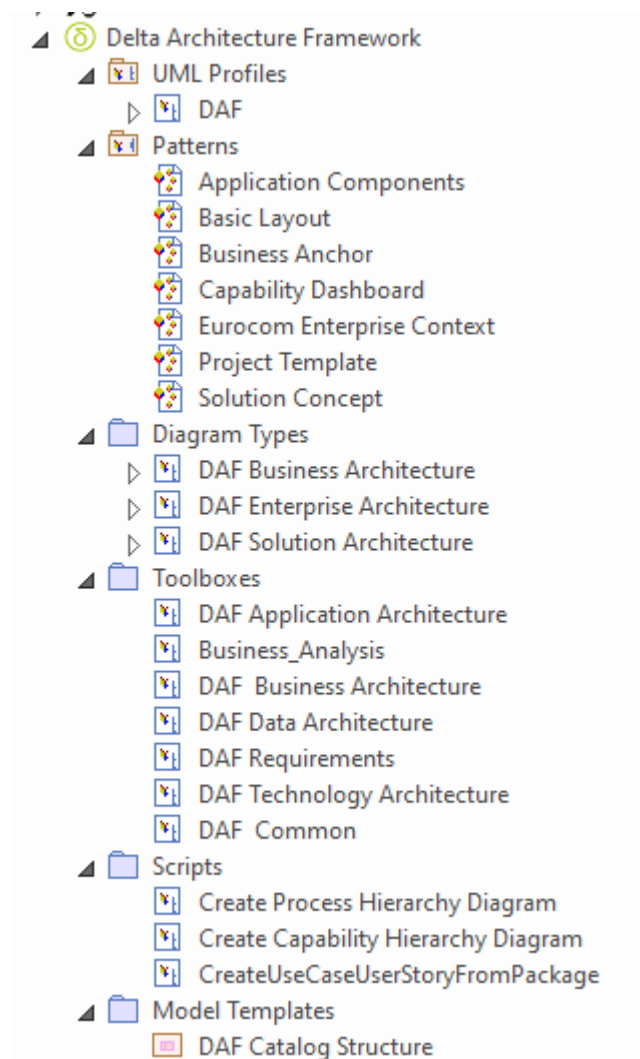 Delta Architecture Framework
UML Profiles
DAF
Patterns
Application Components
Basic Layout
Business Anchor
Capability Dashboard
Eurocom Enterprise Context
Project Template
Solution Concept
Diagram Types
DAF Business Architecture
DAF Enterprise Architecture
DAF Solution Architecture
Toolboxes
DAF Application Architecture
Business_Analysis
DAF  Business Architecture
DAF Data Architecture
DAF Requirements
DAF Technology Architecture
DAF  Common
Scripts
Create Process Hierarchy Diagram
Create Capability Hierarchy Diagram
CreateUseCaseUserStoryFromPackage
Model Templates
DAF Catalog Structure